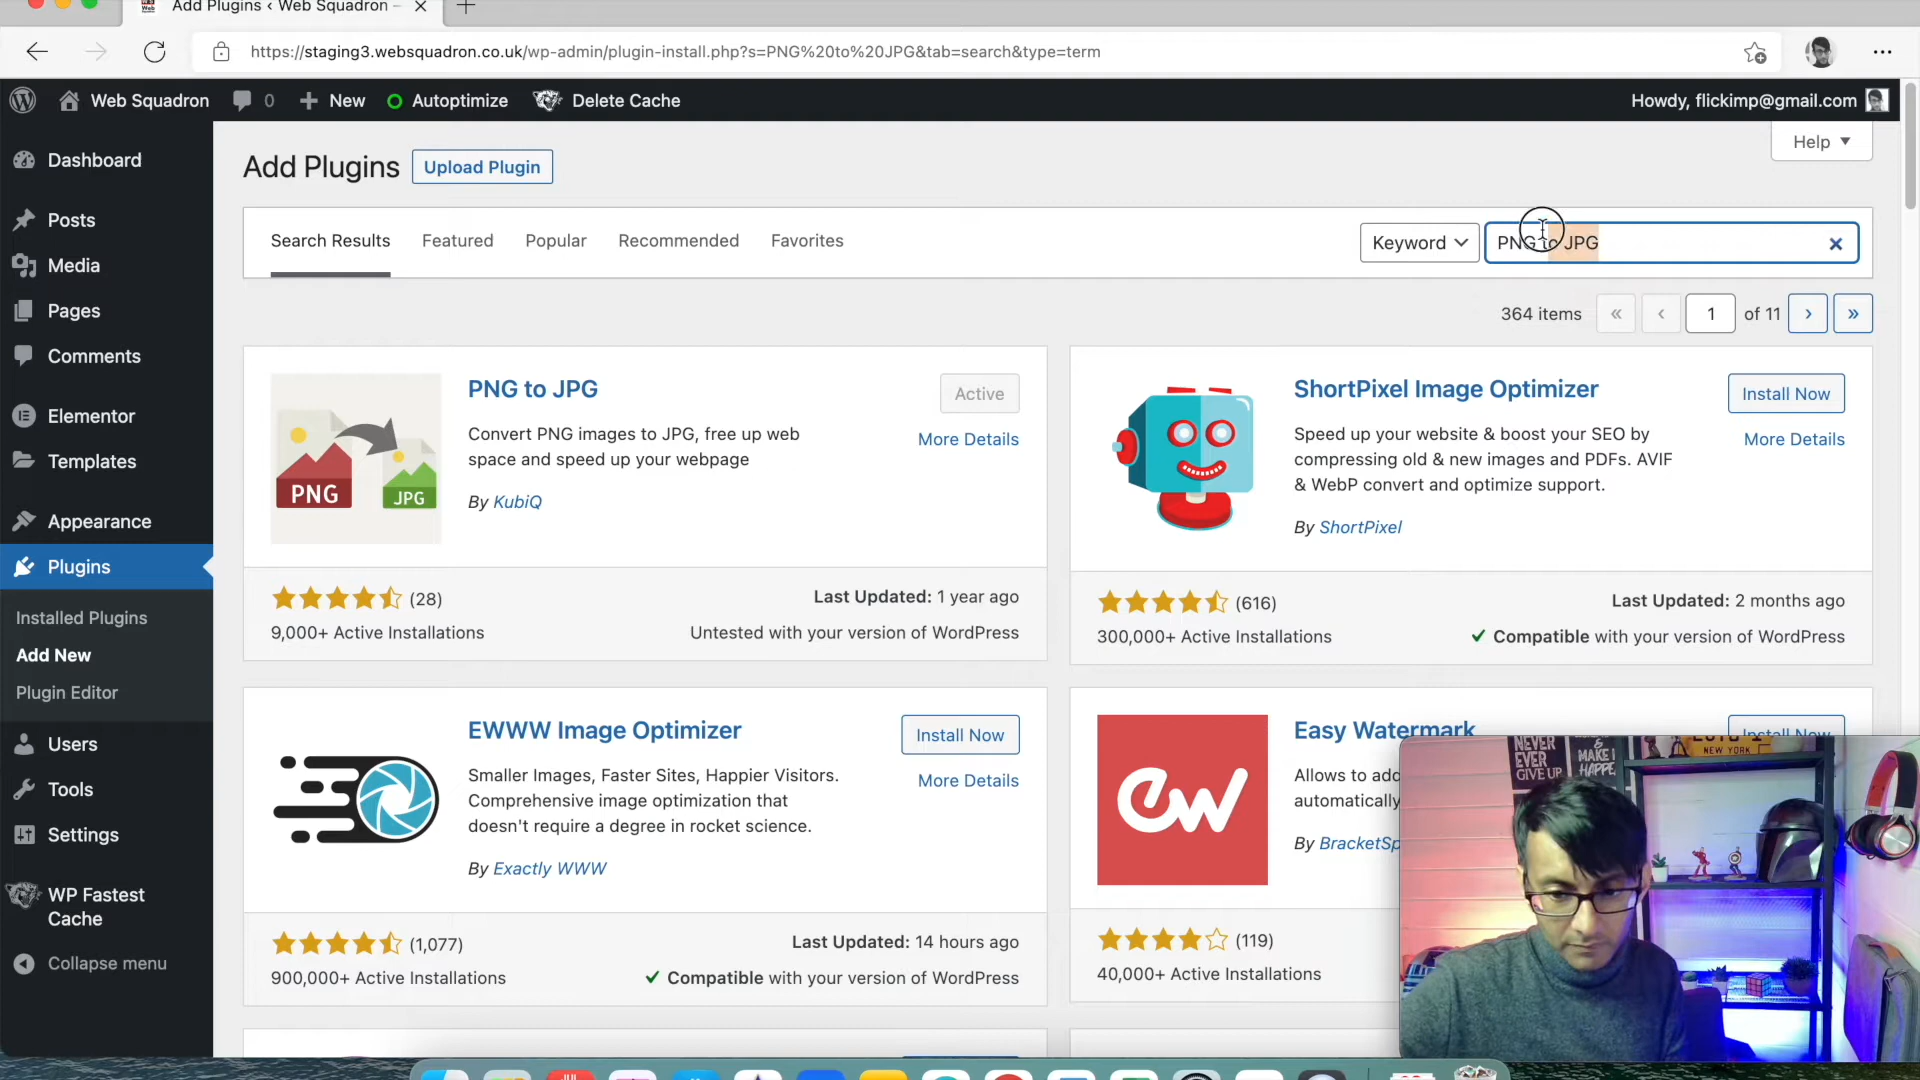 Add Plugins ‹ Web Squadron –
https://staging3.websquadron.co.uk/wp-admin/plugin-install.php?s=PNG%20to%20JPG&tab=search&type=term
Web Squadron 0 New Autoptimize Delete Cache Howdy, flickimp@gmail.com
Help
Add Plugins Upload Plugin
Search Results Featured Popular Recommended Favorites Keyword PNG to JPG
364 items « ‹ 1 of 11 › »
Dashboard
Posts
Media
Pages
Comments
Elementor
Templates
Appearance
Plugins
Installed Plugins
Add New
Plugin Editor
Users
Tools
Settings
WP Fastest
Cache
Collapse menu
PNG JPG
PNG to JPG
Active
More Details
Convert PNG images to JPG, free up web
space and speed up your webpage
By KubiQ
(28)
Last Updated: 1 year ago
9,000+ Active Installations
Untested with your version of WordPress
ShortPixel Image Optimizer
Install Now
More Details
Speed up your website & boost your SEO by
compressing old & new images and PDFs. AVIF
& WebP convert and optimize support.
By ShortPixel
(616)
Last Updated: 2 months ago
300,000+ Active Installations
Compatible with your version of WordPress
EWWW Image Optimizer
Install Now
More Details
Smaller Images, Faster Sites, Happier Visitors.
Comprehensive image optimization that
doesn't require a degree in rocket science.
By Exactly WWW
(1,077)
Last Updated: 14 hours ago
900,000+ Active Installations
Compatible with your version of WordPress
ew
Easy Watermark
Install Now
Allows to add
automatically
By BracketSp
(119)
40,000+ Active Installations
NEVER
EVER
GIVE UP
&
MAKE I
HAPPE
NEW YORK